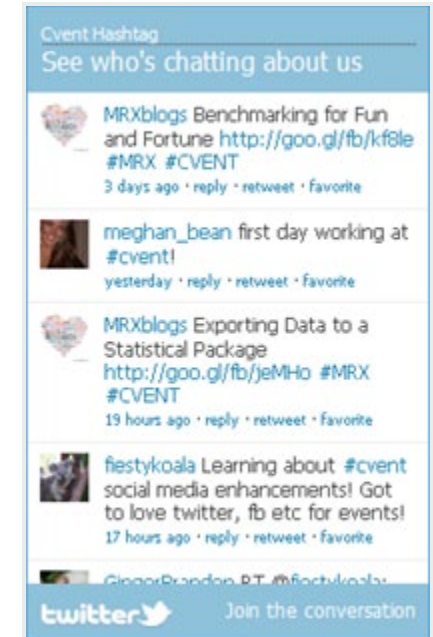 Cvent Hashtag
See who's chatting about us
MRXblogs Benchmarking for Fun
and Fortune http://goo.gl/fb/kf8le
#MRX #CVENT
3 days ago · reply · retweet · favorite
meghan_bean first day working at
#cvent!
yesterday · reply · retweet · favorite
MRXblogs Exporting Data to a
Statistical Package
http://goo.gl/fb/jeMHo #MRX
#CVENT
19 hours ago · reply · retweet · favorite
fiestykoala Learning about #cvent
social media enhancements! Got
to love twitter, fb etc for events!
17 hours ago · reply · retweet · favorite
GingerBrandon RT @fiestykoala:
twitter
Join the conversation